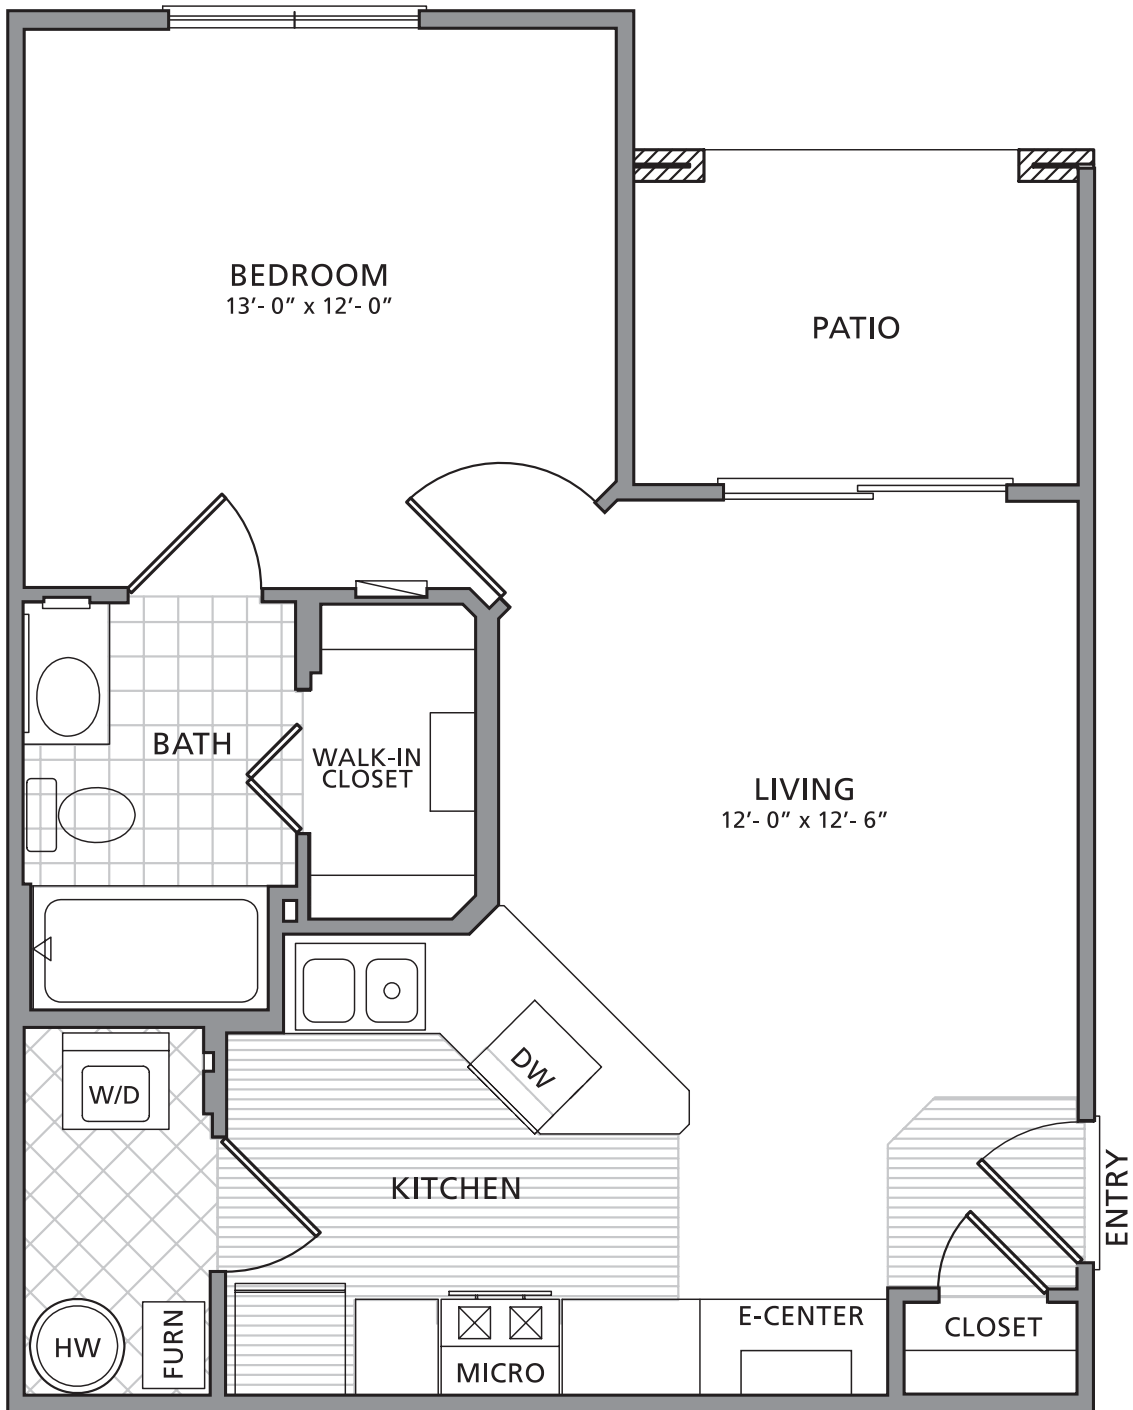 BEDROOM
13’- 0” x 12’- 0”
PATIO
BATH
WALK-IN
CLOSET
LIVING
12’- 0” x 12’- 6”
DW
W/D
KITCHEN
ENTRY
E-CENTER
CLOSET
HW
FURN
MICRO